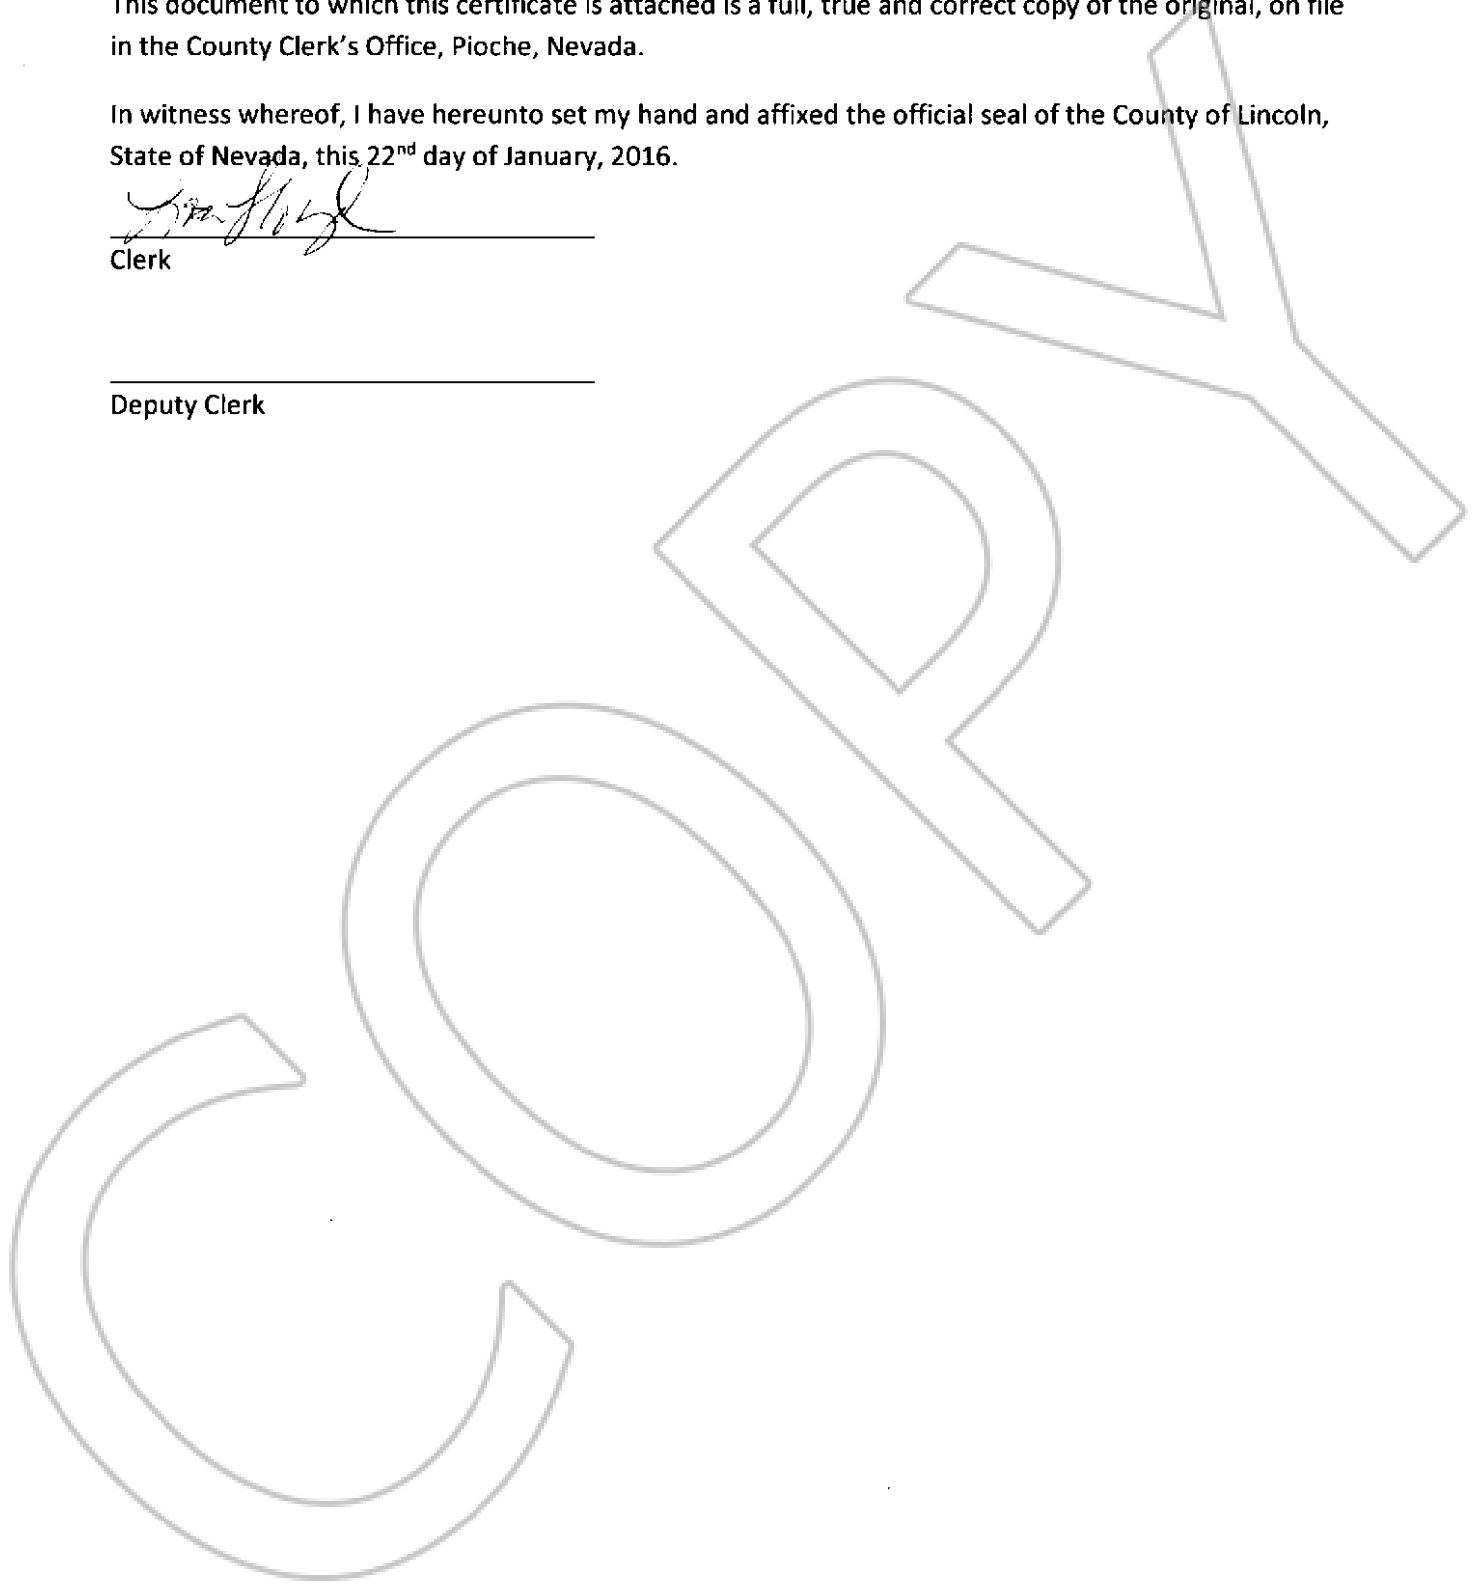 This document to which this certificate is attached is a full, true and correct copy of the original, on file
in the County Clerk's Office, Pioche, Nevada.
In witness whereof, I have hereunto set my hand and affixed the official seal of the County of Lincoln,
State of Nevada, this 22nd day of January, 2016.
Clerk
Deputy Clerk
COPY